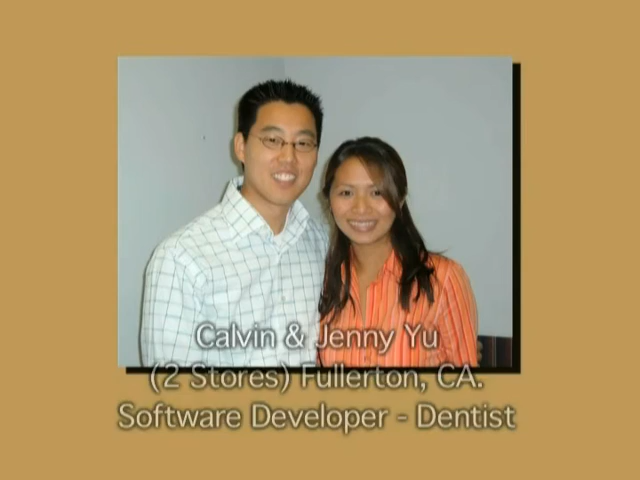 Calvin & Jenny Yu
(2 Stores) Fullerton, CA.
Software Developer - Dentist